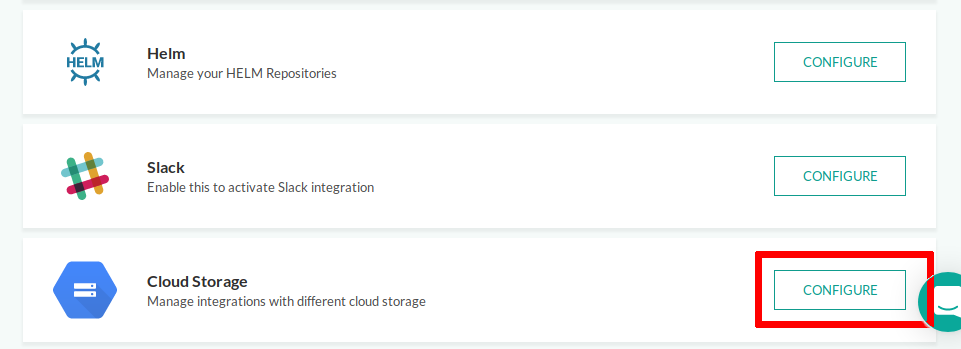 HELM
Helm
Manage your HELM Repositories
CONFIGURE
Slack
Enable this to activate Slack integration
CONFIGURE
Cloud Storage
Manage integrations with different cloud storage
CONFIGURE